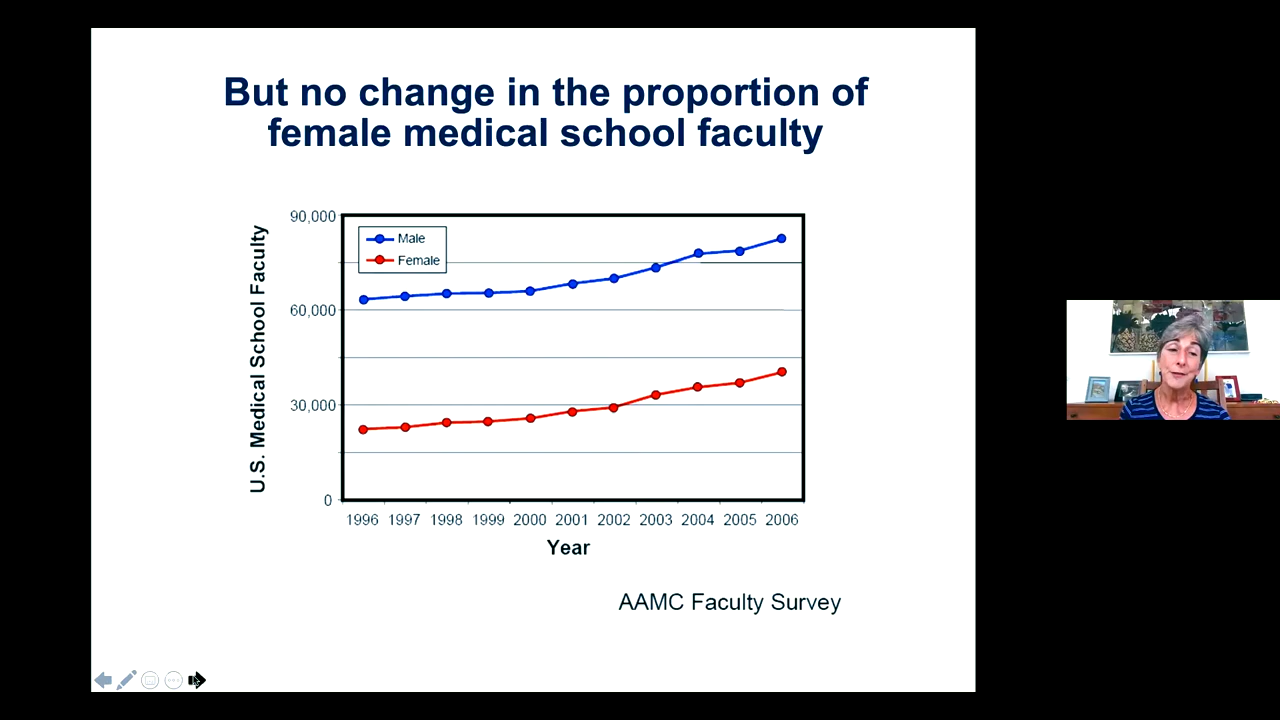 But no change in the proportion of
female medical school faculty
U.S. Medical School Faculty
90,000
60,000
30,000
0
Male
Female
1996 1997 1998 1999 2000 2001 2002 2003 2004 2005 2006
Year
AAMC Faculty Survey